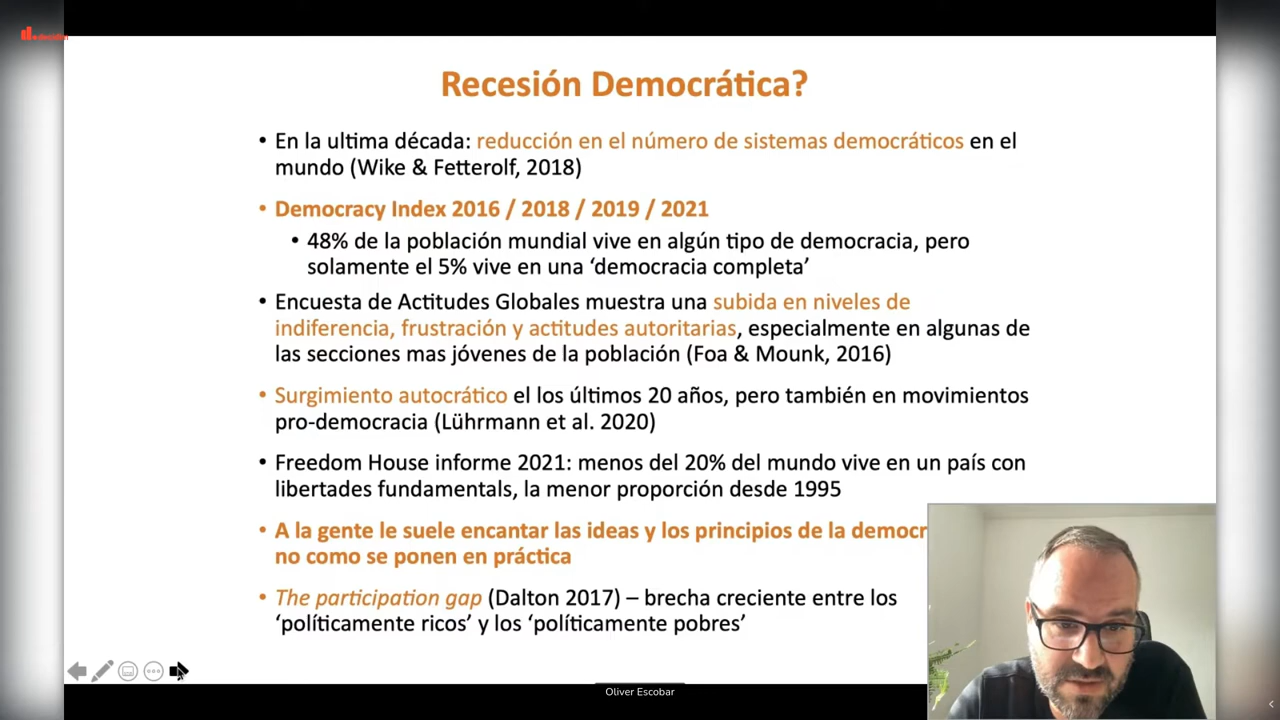 decidim
Recesión Democrática?
• En la ultima década: reducción en el número de sistemas democráticos en el
mundo (Wike & Fetterolf, 2018)
• Democracy Index 2016 / 2018 / 2019 / 2021
• 48% de la población mundial vive en algún tipo de democracia, pero
solamente el 5% vive en una ‘democracia completa’
• Encuesta de Actitudes Globales muestra una subida en niveles de
indiferencia, frustración y actitudes autoritarias, especialmente en algunas de
las secciones mas jóvenes de la población (Foa & Mounk, 2016)
• Surgimiento autocrático el los últimos 20 años, pero también en movimientos
pro-democracia (Lührmann et al. 2020)
• Freedom House informe 2021: menos del 20% del mundo vive en un país con
libertades fundamentals, la menor proporción desde 1995
• A la gente le suele encantar las ideas y los principios de la democr
no como se ponen en práctica
• The participation gap (Dalton 2017) – brecha creciente entre los
‘políticamente ricos’ y los ‘políticamente pobres’
Oliver Escobar